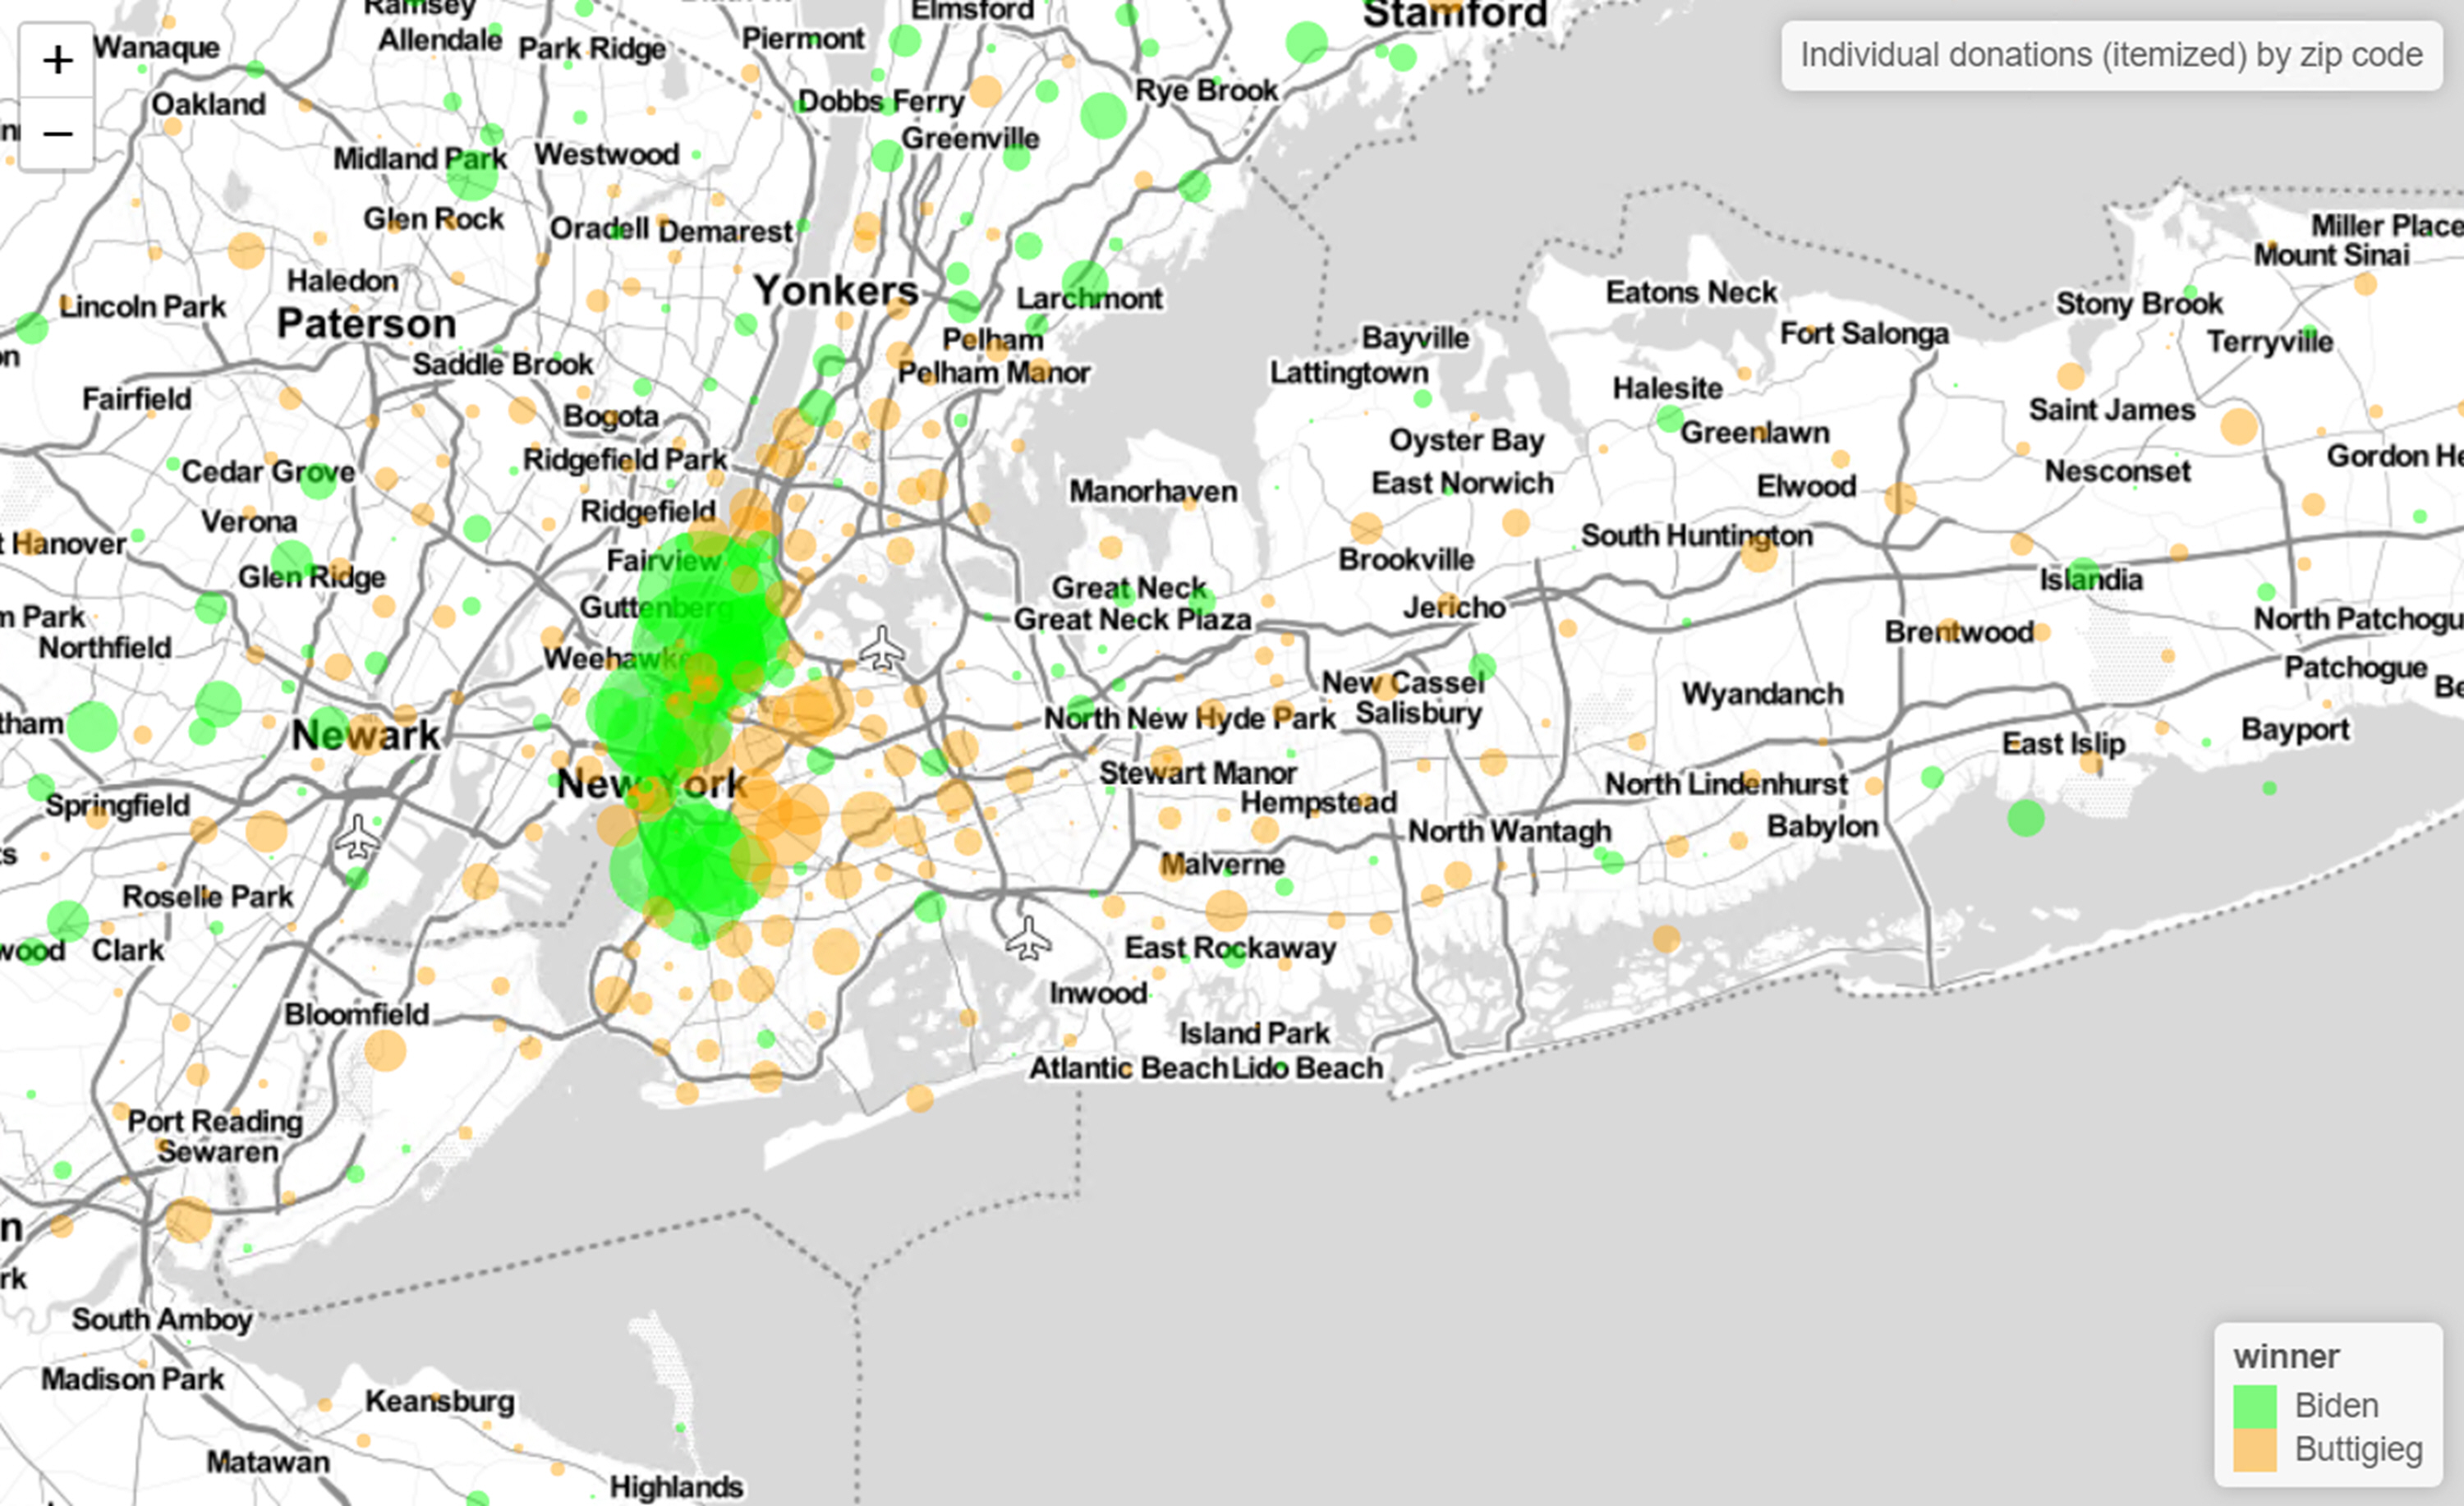 Ramsey
Elmsford
Stamford
+
−
Wanaque
Allendale
Park Ridge
Piermont
Individual donations (itemized) by zip code
Oakland
Dobbs Ferry
Rye Brook
Greenville
Midland Park
Westwood
Glen Rock
Oradell
Demarest
Miller Place
Mount Sinai
Haledon
Yonkers
Larchmont
Eatons Neck
Lincoln Park
Paterson
Stony Brook
Pelham
Bayville
Fort Salonga
Terryville
Saddle Brook
Pelham Manor
Lattingtown
Halesite
Fairfield
Bogota
Saint James
Oyster Bay
Greenlawn
Ridgefield Park
Cedar Grove
Manorhaven
East Norwich
Elwood
Nesconset
Gordon He
Verona
Ridgefield
t Hanover
South Huntington
Fairview
Brookville
Glen Ridge
Great Neck
Islandia
m Park
Guttenberg
Great Neck Plaza
Jericho
North Patchogu
Northfield
Weehawken
Brentwood
Patchogue
New Cassel
Wyandanch
Be
tham
Newark
North New Hyde Park
Salisbury
Bayport
East Islip
New York
Stewart Manor
North Lindenhurst
Springfield
Hempstead
North Wantagh
Babylon
ts
Malverne
Roselle Park
wood
Clark
East Rockaway
Inwood
Bloomfield
Island Park
Atlantic Beach
Lido Beach
Port Reading
Sewaren
n
rk
South Amboy
Madison Park
Keansburg
Matawan
Highlands
winner
Biden
Buttigieg